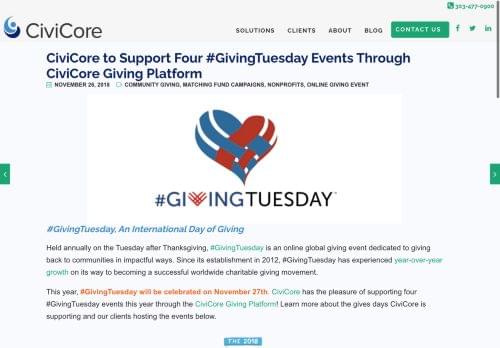 303-477-0900
CiviCore
SOLUTIONS CLIENTS ABOUT BLOG CONTACT US
CiviCore to Support Four #GivingTuesday Events Through
CiviCore Giving Platform
NOVEMBER 26, 2018 COMMUNITY GIVING, MATCHING FUND CAMPAIGNS, NONPROFITS, ONLINE GIVING EVENT
#GIVINGTUESDAY™
#GivingTuesday, An International Day of Giving
Held annually on the Tuesday after Thanksgiving, #GivingTuesday is an online global giving event dedicated to giving
back to communities in impactful ways. Since its establishment in 2012, #GivingTuesday has experienced year-over-year
growth on its way to becoming a successful worldwide charitable giving movement.
This year, #GivingTuesday will be celebrated on November 27th. CiviCore has the pleasure of supporting four
#GivingTuesday events this year through the CiviCore Giving Platform! Learn more about the gives days CiviCore is
supporting and our clients hosting the events below.
THE 2018